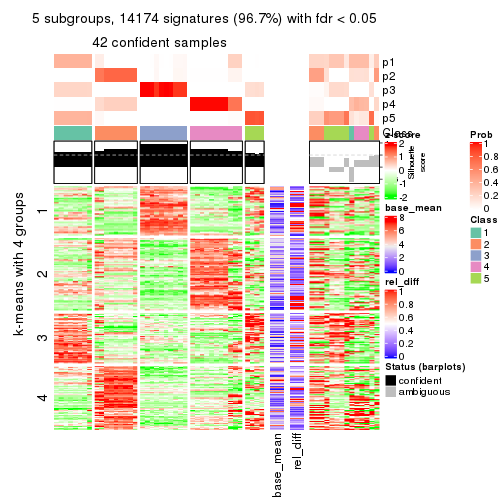 5 subgroups, 14174 signatures (96.7%) with fdr < 0.05
42 confident samples
p1
p2
p3
p4
p5
Class
z-score
2
1
0
-1
-2
Silhouette
score
Prob
1
0.8
0.6
0.4
0.2
0
base_mean
8
6
4
2
0
Class
1
2
3
4
5
rel_diff
1
0.8
0.6
0.4
0.2
0
Status (barplots)
confident
ambiguous
k-means with 4 groups
1
2
3
4
base_mean
rel_diff